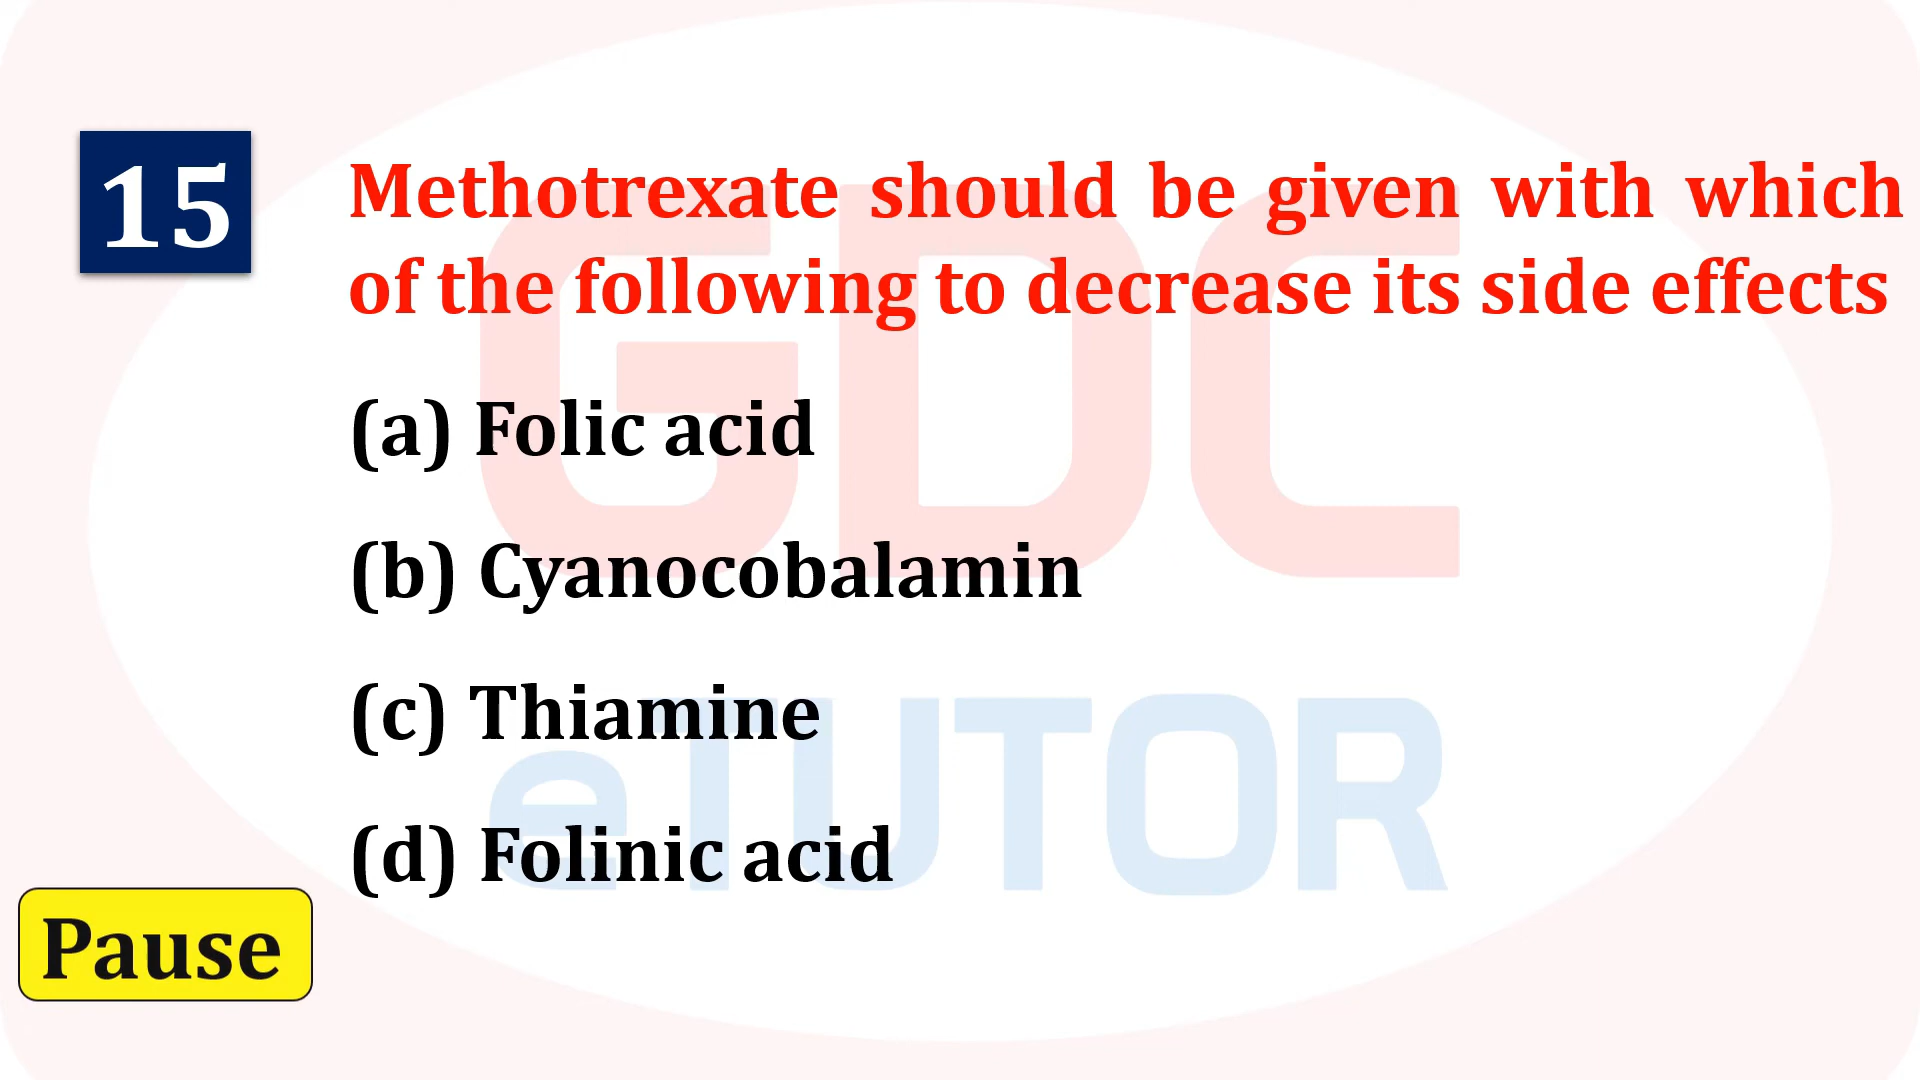 15
Methotrexate should be given with which
of the following to decrease its side effects
(a) Folic acid
(b) Cyanocobalamin
(c) Thiamine
(d) Folinic acid
Pause
GDC
eTUTOR